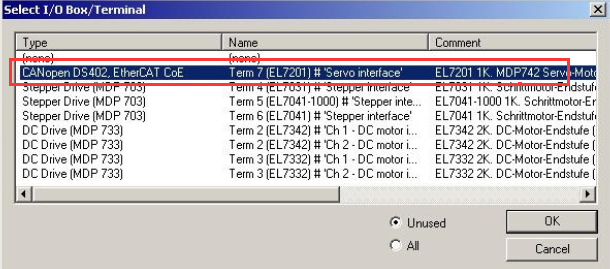 Select I/O Box/Terminal
Type Name Comment
(none) (none)
CANopen DS402, EtherCAT CoE Term 7 (EL7201) # 'Servo interface' EL7201 1K. MDP742 Servo-Moto
Stepper Drive (MDP 703) Term 4 (EL7031) # 'Stepper interface' EL7031 1K. Schrittmotor-Endstufe
Stepper Drive (MDP 703) Term 5 (EL7041-1000) # 'Stepper inte... EL7041-1000 1K. Schrittmotor-Er
Stepper Drive (MDP 703) Term 6 (EL7041) # 'Stepper interface' EL7041 1K. Schrittmotor-Endstufe
DC Drive (MDP 733) Term 2 (EL7342) # 'Ch 1 - DC motor i... EL7342 2K. DC-Motor-Endstufe (
DC Drive (MDP 733) Term 2 (EL7342) # 'Ch 2 - DC motor i... EL7342 2K. DC-Motor-Endstufe (
DC Drive (MDP 733) Term 3 (EL7332) # 'Ch 1 - DC motor i... EL7332 2K. DC-Motor-Endstufe (
DC Drive (MDP 733) Term 3 (EL7332) # 'Ch 2 - DC motor i... EL7332 2K. DC-Motor-Endstufe (
Unused
OK
All
Cancel